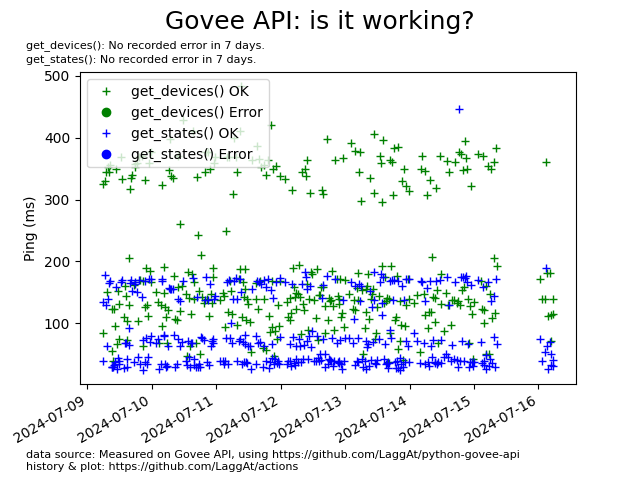 Govee API: is it working?
get_devices(): No recorded error in 7 days.
get_states(): No recorded error in 7 days.
500
400
300
200
100
Ping (ms)
get_devices() OK
get_devices() Error
get_states() OK
get_states() Error
2024-07-09
2024-07-10
2024-07-11
2024-07-12
2024-07-13
2024-07-14
2024-07-15
2024-07-16
data source: Measured on Govee API, using https://github.com/LaggAt/python-govee-api
history & plot: https://github.com/LaggAt/actions